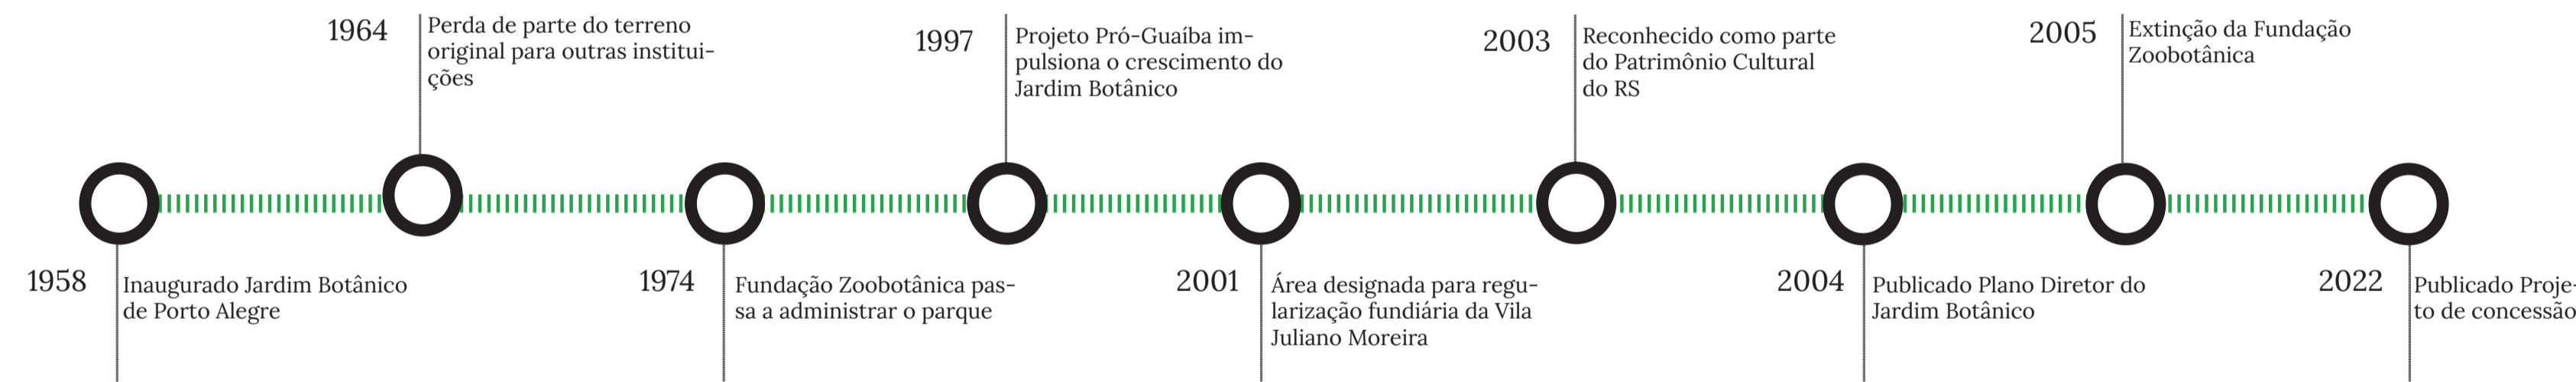 1958
Inaugurado Jardim Botânico
de Porto Alegre
1964
Perda de parte do terreno
original para outras institui-
ções
1974
Fundação Zoobotânica pas-
sa a administrar o parque
1997
Projeto Pró-Guaíba im-
pulsiona o crescimento do
Jardim Botânico
2001
Área designada para regu-
larização fundiária da Vila
Juliano Moreira
2003
Reconhecido como parte
do Patrimônio Cultural
do RS
2004
Publicado Plano Diretor do
Jardim Botânico
2005
Extinção da Fundação
Zoobotânica
2022
Publicado Proje-
to de concessão